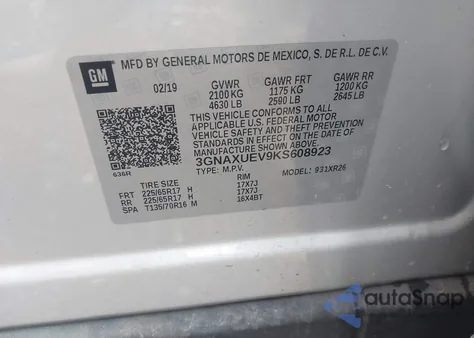 GM MFD BY GENERAL MOTORS DE MEXICO, S. DE R.L. DE C.V.
02/19 GVWR GAWR FRT GAWR RR
2100 KG 1175 KG 1200 KG
4630 LB 2590 LB 2645 LB
THIS VEHICLE CONFORMS TO ALL
APPLICABLE U.S. FEDERAL MOTOR
VEHICLE SAFETY STANDARDS IN
EFFECT ON THE DATE OF
MANUFACTURE SHOWN ABOVE.
3GNAXUEV9KS608923
636R TYPE: M.P.V. MODEL: 931XR26
TIRE SIZE RIM
FRT 225/65R17 H 17X7J
RR 225/65R17 H 17X7J
SPA T135/70R16 M 16X4BT
autoSnap